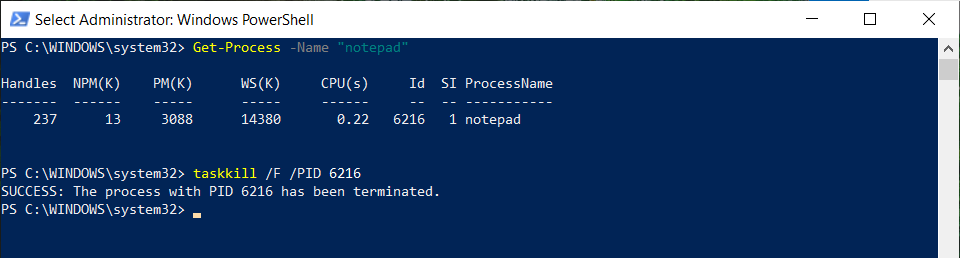 Select Administrator: Windows PowerShell
PS C:\WINDOWS\system32> Get-Process -Name "notepad"
Handles  NPM(K)    PM(K)      WS(K)     CPU(s)     Id  SI ProcessName
-------  ------    -----      -----     ------     --  -- -----------
    237      13     3088      14380       0.22   6216   1 notepad
PS C:\WINDOWS\system32> taskkill /F /PID 6216
SUCCESS: The process with PID 6216 has been terminated.
PS C:\WINDOWS\system32>